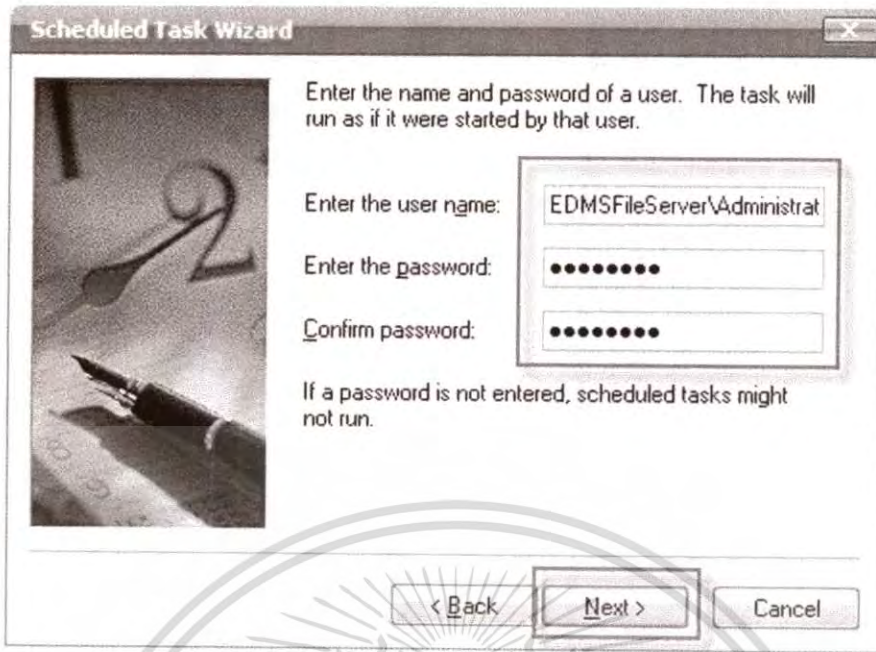 Scheduled Task Wizard
Enter the name and password of a user. The task will
run as if it were started by that user.
Enter the user name:
EDMSFileServer\Administrat
Enter the password:
●●●●●●●●
Confirm password:
●●●●●●●●
If a password is not entered, scheduled tasks might
not run.
< Back
Next >
Cancel